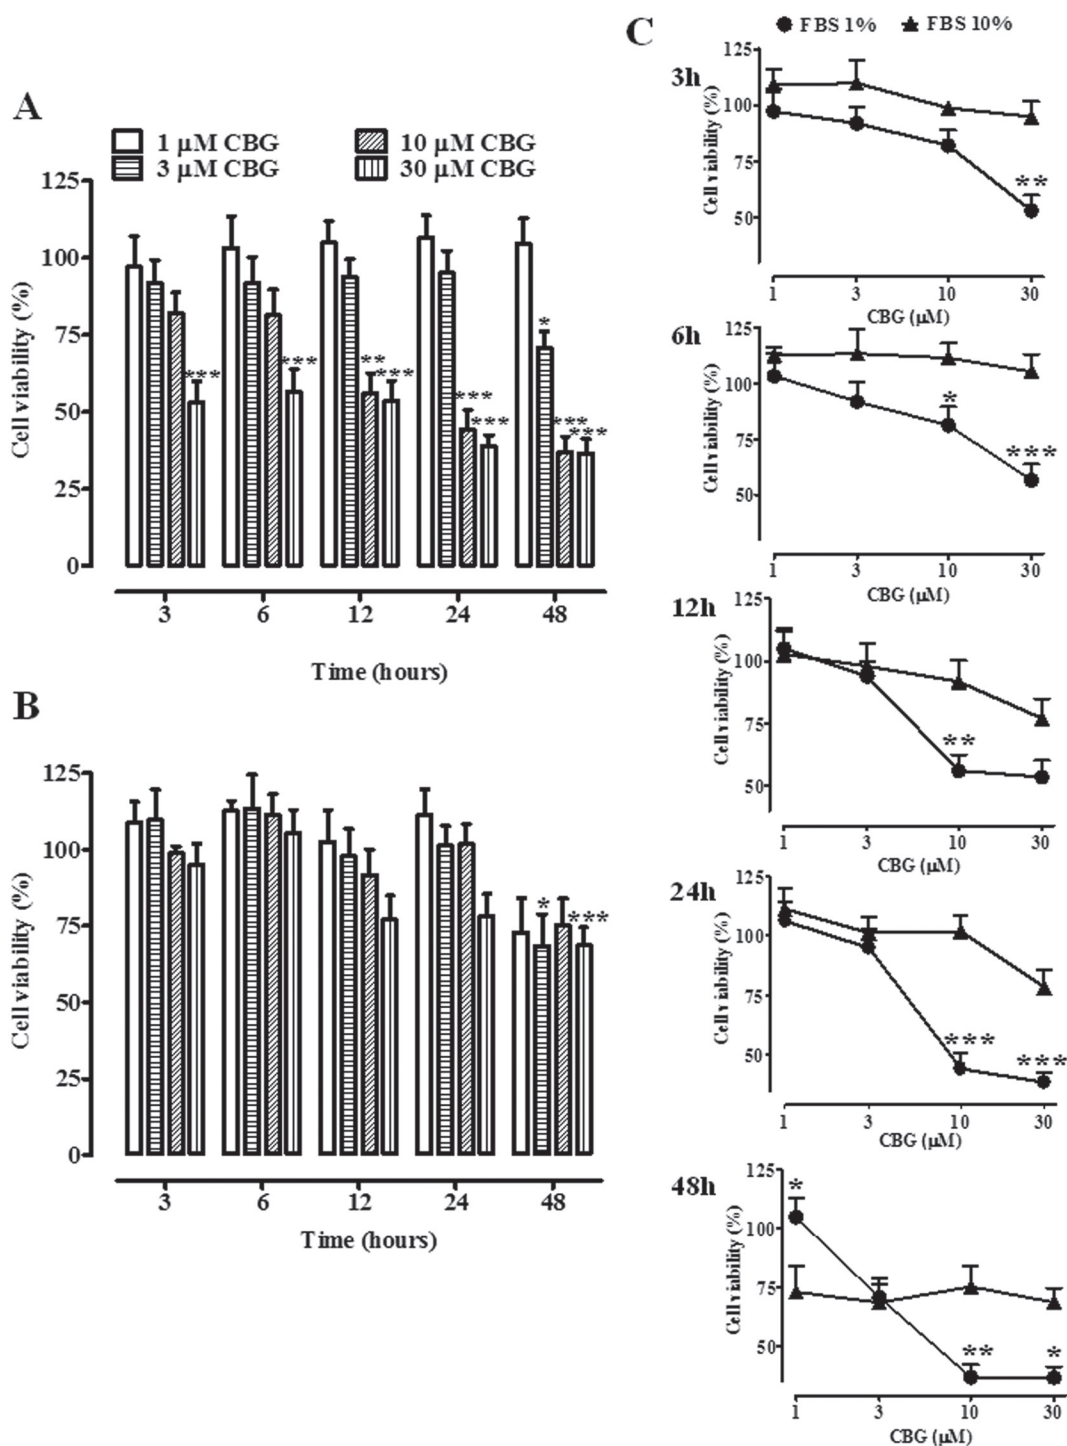 A
1 µM CBG
10 µM CBG
3 µM CBG
30 µM CBG
125
100
75
50
25
0
Cell viability (%)
***
***
**
***
***
***
*
***
***
3 6 12 24 48
Time (hours)
B
125
100
75
50
25
0
Cell viability (%)
*
***
3 6 12 24 48
Time (hours)
C
FBS 1% FBS 10%
3h
125
100
75
50
Cell viability (%)
**
1 3 10 30
CBG (µM)
6h
125
100
75
50
Cell viability (%)
*
***
1 3 10 30
CBG (µM)
12h
125
100
75
50
Cell viability (%)
**
1 3 10 30
CBG (µM)
24h
125
100
75
50
Cell viability (%)
***
***
1 3 10 30
CBG (µM)
48h
125
100
75
50
Cell viability (%)
*
**
*
1 3 10 30
CBG (µM)